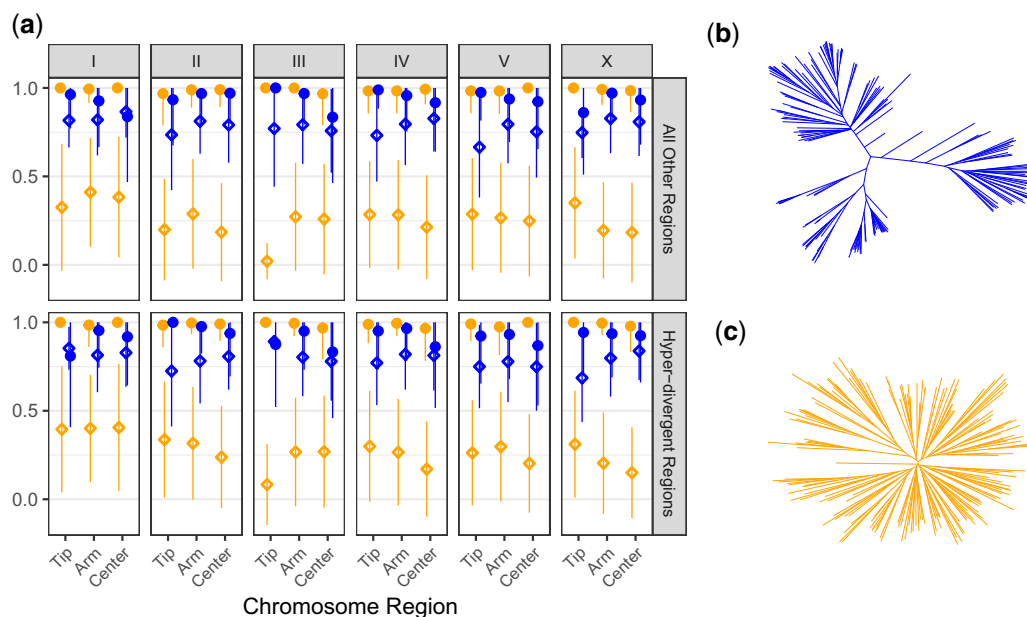 (a)
I II III IV V X
1.0
0.5
0.0
All Other Regions
1.0
0.5
0.0
Hyper-divergent Regions
Tip Arm Center Tip Arm Center Tip Arm Center Tip Arm Center Tip Arm Center Tip Arm Center
Chromosome Region
(b)
(c)